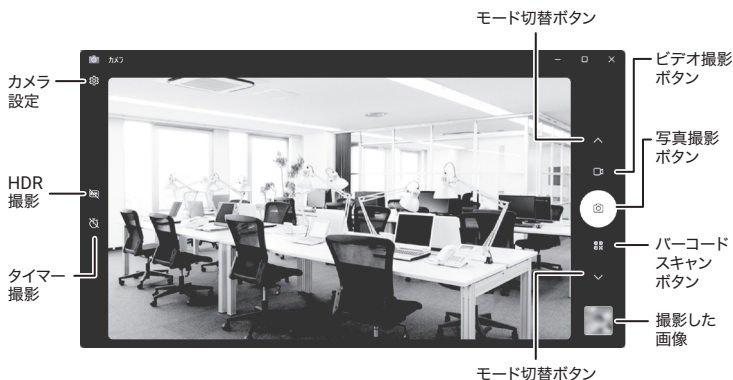 モード切替ボタン
カメラ
カメラ
設定
ビデオ撮影
ボタン
写真撮影
ボタン
HDR
撮影
バーコード
スキャン
ボタン
タイマー
撮影
撮影した
画像
モード切替ボタン